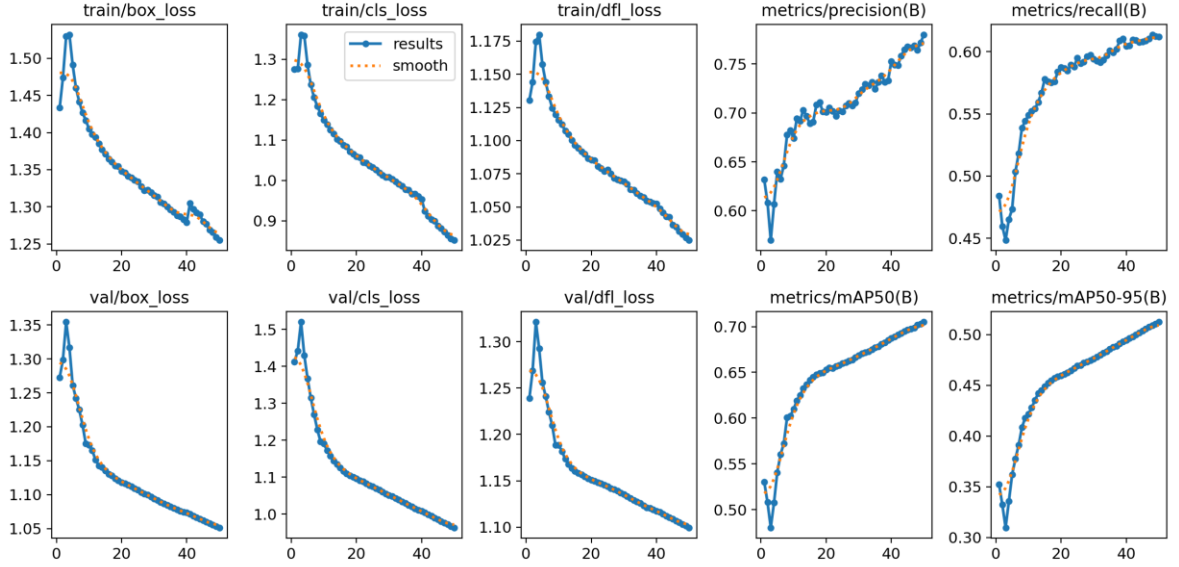 train/box_loss
train/cls_loss
train/dfl_loss
metrics/precision(B)
metrics/recall(B)
1.50
1.45
1.40
1.35
1.30
1.25
0 20 40
1.3
1.2
1.1
1.0
0.9
results
smooth
0 20 40
1.175
1.150
1.125
1.100
1.075
1.050
1.025
0 20 40
0.75
0.70
0.65
0.60
0 20 40
0.60
0.55
0.50
0.45
0 20 40
val/box_loss
val/cls_loss
val/dfl_loss
metrics/mAP50(B)
metrics/mAP50-95(B)
1.35
1.30
1.25
1.20
1.15
1.10
1.05
0 20 40
1.5
1.4
1.3
1.2
1.1
1.0
0 20 40
1.30
1.25
1.20
1.15
1.10
0 20 40
0.70
0.65
0.60
0.55
0.50
0 20 40
0.50
0.45
0.40
0.35
0.30
0 20 40